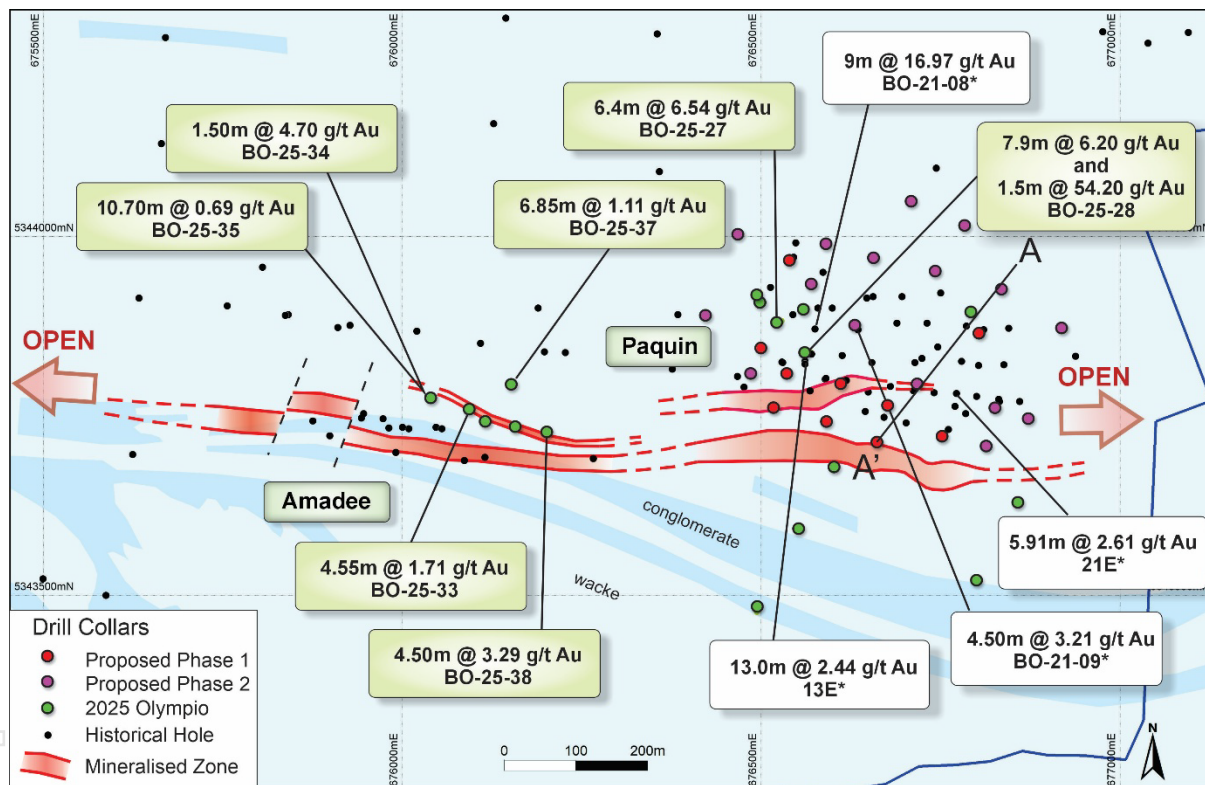 675500mE
676000mE
676500mE
677000mE
1.50m @ 4.70 g/t Au
BO-25-34
10.70m @ 0.69 g/t Au
BO-25-35
6.85m @ 1.11 g/t Au
BO-25-37
6.4m @ 6.54 g/t Au
BO-25-27
9m @ 16.97 g/t Au
BO-21-08*
7.9m @ 6.20 g/t Au
and
1.5m @ 54.20 g/t Au
BO-25-28
5344000mN
A
OPEN
Paquin
OPEN
A'
Amadee
conglomerate
wacke
4.55m @ 1.71 g/t Au
BO-25-33
4.50m @ 3.29 g/t Au
BO-25-38
13.0m @ 2.44 g/t Au
13E*
5.91m @ 2.61 g/t Au
21E*
4.50m @ 3.21 g/t Au
BO-21-09*
5343500mN
Drill Collars
Proposed Phase 1
Proposed Phase 2
2025 Olympio
Historical Hole
Mineralised Zone
676000mE
676500mE
677000mE
0 100 200m
N